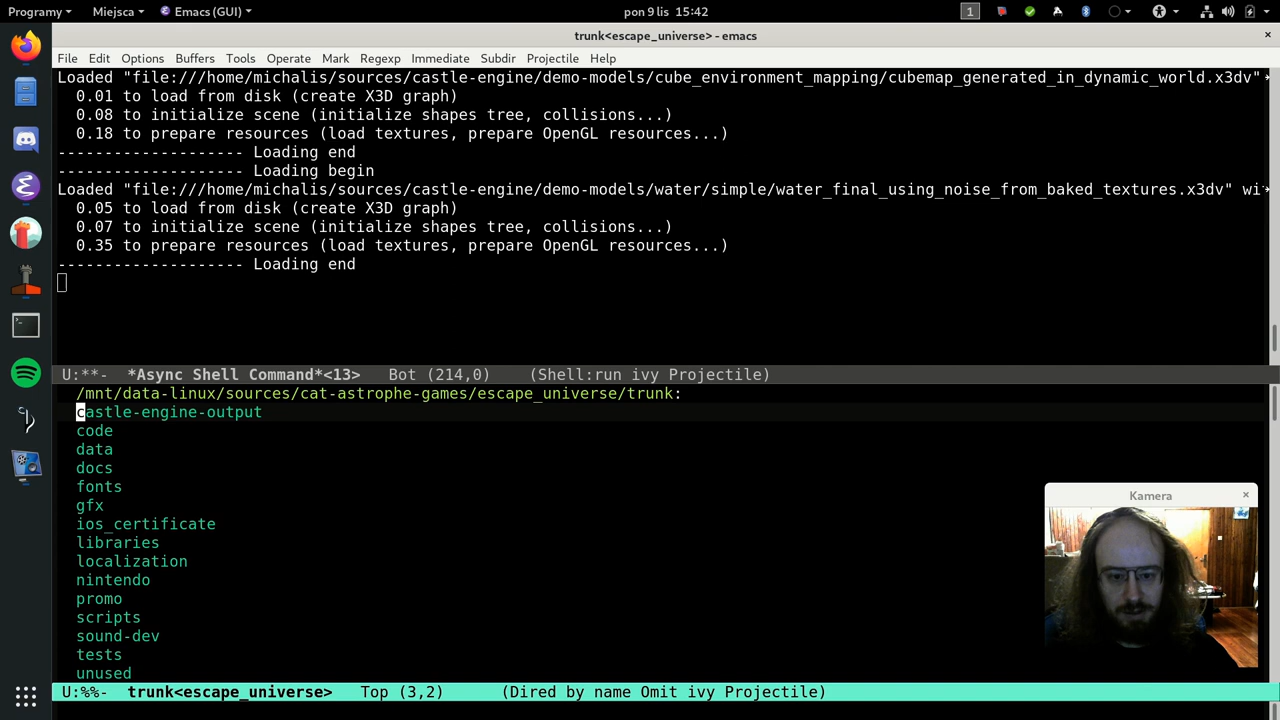 Programy Miejsca Emacs (GUI) pon 9 lis 15:42 1
trunk<escape_universe> - emacs
File Edit Options Buffers Tools Operate Mark Regexp Immediate Subdir Projectile Help
Loaded "file:///home/michalis/sources/castle-engine/demo-models/cube_environment_mapping/cubemap_generated_in_dynamic_world.x3dv"
0.01 to load from disk (create X3D graph)
0.08 to initialize scene (initialize shapes tree, collisions...)
0.18 to prepare resources (load textures, prepare OpenGL resources...)
-------------------- Loading end
-------------------- Loading begin
Loaded "file:///home/michalis/sources/castle-engine/demo-models/water/simple/water_final_using_noise_from_baked_textures.x3dv" wi
0.05 to load from disk (create X3D graph)
0.07 to initialize scene (initialize shapes tree, collisions...)
0.35 to prepare resources (load textures, prepare OpenGL resources...)
-------------------- Loading end
U:**- *Async Shell Command*<13> Bot (214,0) (Shell:run ivy Projectile)
/mnt/data-linux/sources/cat-astrophe-games/escape_universe/trunk:
castle-engine-output
code
data
docs
fonts
gfx
ios_certificate
libraries
localization
nintendo
promo
scripts
sound-dev
tests
unused
Kamera
U:%%- trunk<escape_universe> Top (3,2) (Dired by name Omit ivy Projectile)